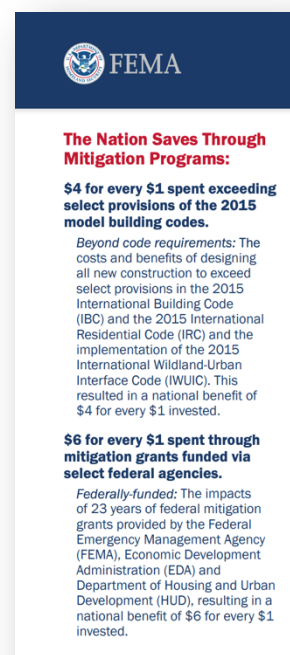 FEMA
The Nation Saves Through
Mitigation Programs:
$4 for every $1 spent exceeding
select provisions of the 2015
model building codes.
Beyond code requirements: The
costs and benefits of designing
all new construction to exceed
select provisions in the 2015
International Building Code
(IBC) and the 2015 International
Residential Code (IRC) and the
implementation of the 2015
International Wildland-Urban
Interface Code (IWUIC). This
resulted in a national benefit of
$4 for every $1 invested.
$6 for every $1 spent through
mitigation grants funded via
select federal agencies.
Federally-funded: The impacts
of 23 years of federal mitigation
grants provided by the Federal
Emergency Management Agency
(FEMA), Economic Development
Administration (EDA) and
Department of Housing and Urban
Development (HUD), resulting in a
national benefit of $6 for every $1
invested.